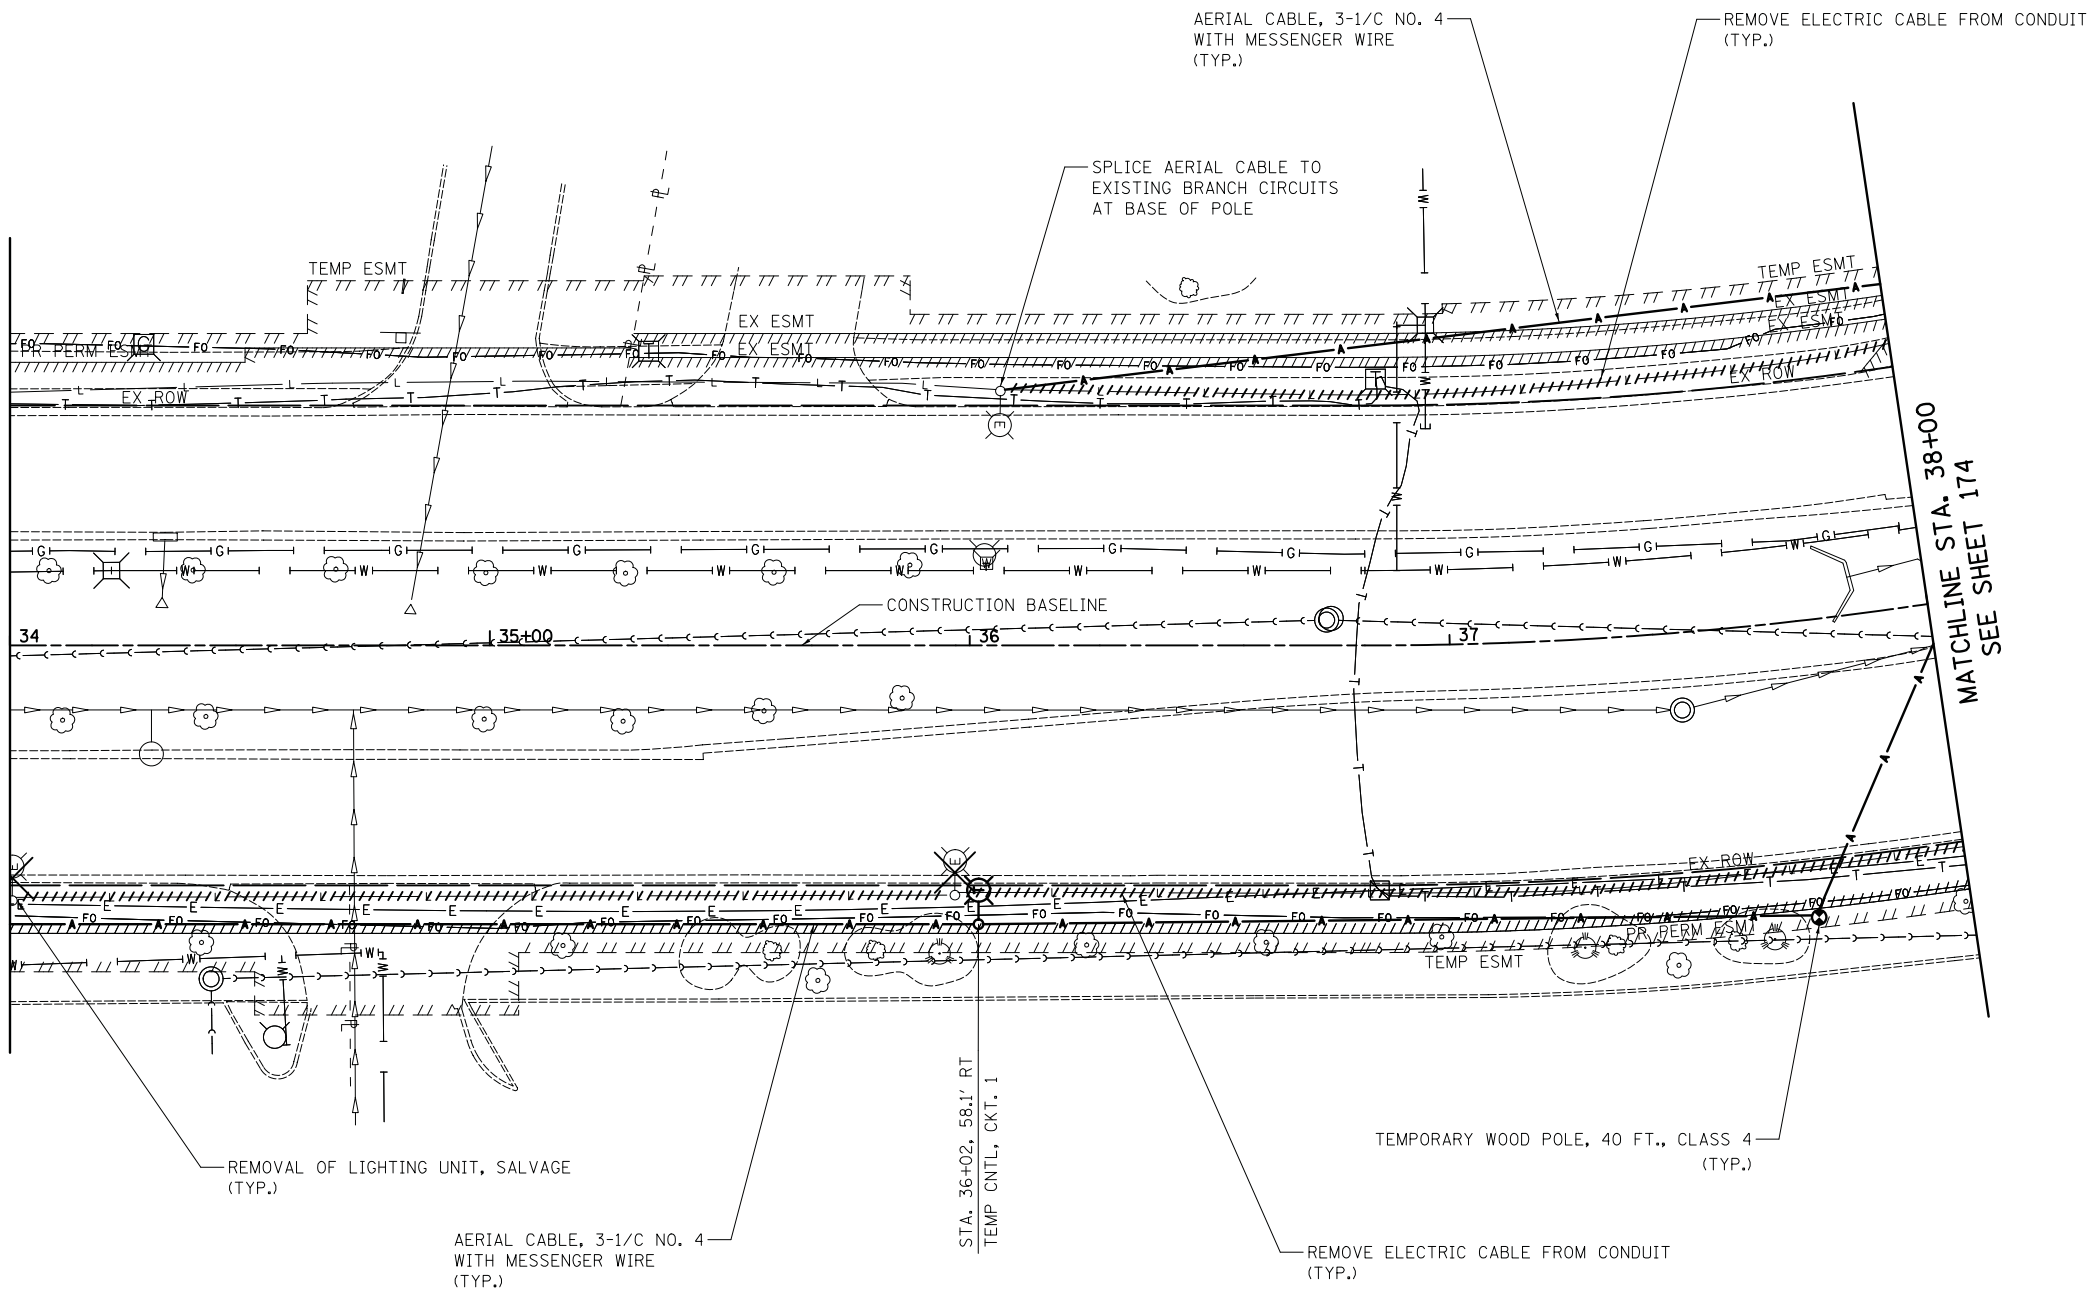 AERIAL CABLE, 3-1/C NO. 4
WITH MESSENGER WIRE
(TYP.)
REMOVE ELECTRIC CABLE FROM CONDUIT
(TYP.)
SPLICE AERIAL CABLE TO
EXISTING BRANCH CIRCUITS
AT BASE OF POLE
TEMP ESMT
TEMP ESMT
EX ESMT
EX ESMT
EX ESMT
EX ESMT
PR PERM ESMT
EX ROW
EX ROW
MATCHLINE STA. 38+00
SEE SHEET 174
CONSTRUCTION BASELINE
34
35+00
36
37
EX ROW
PR PERM ESMT
TEMP ESMT
STA. 36+02, 58.1' RT
TEMP CNTL, CKT. 1
TEMPORARY WOOD POLE, 40 FT., CLASS 4
(TYP.)
REMOVAL OF LIGHTING UNIT, SALVAGE
(TYP.)
AERIAL CABLE, 3-1/C NO. 4
WITH MESSENGER WIRE
(TYP.)
REMOVE ELECTRIC CABLE FROM CONDUIT
(TYP.)